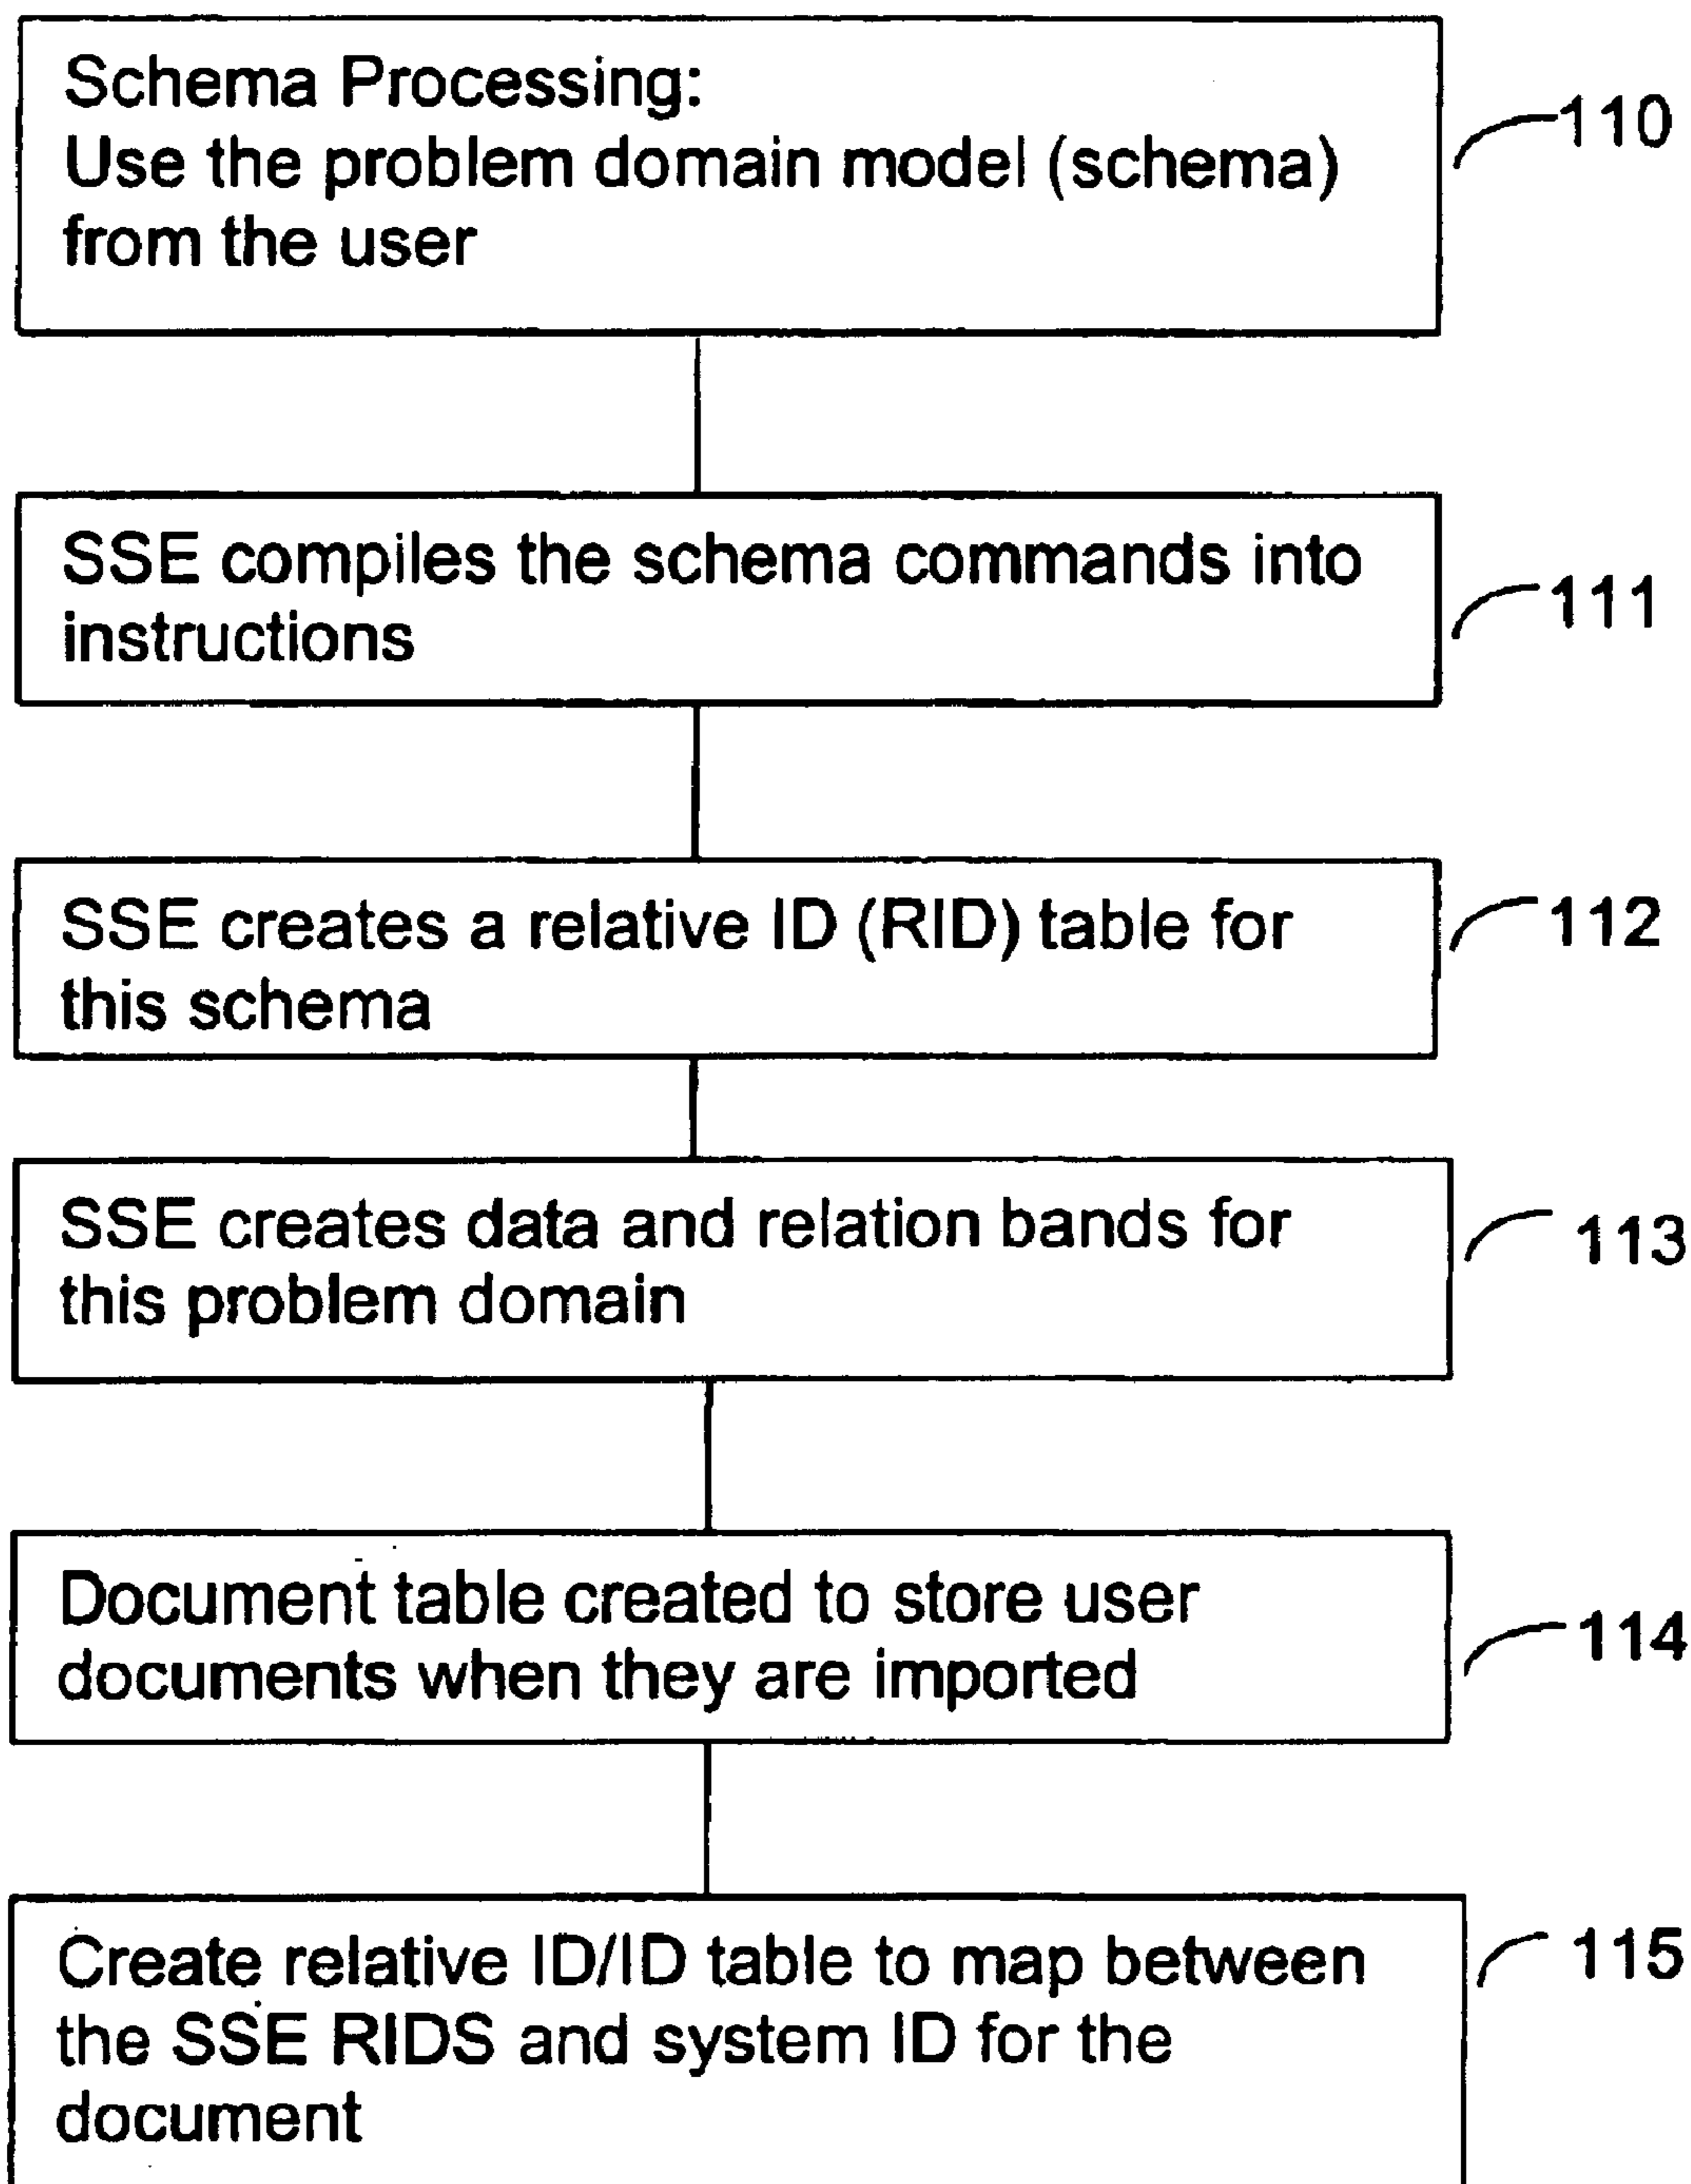 Schema Processing:
Use the problem domain model (schema)
from the user
110
SSE compiles the schema commands into
instructions
111
SSE creates a relative ID (RID) table for
this schema
112
SSE creates data and relation bands for
this problem domain
113
Document table created to store user
documents when they are imported
114
Create relative ID/ID table to map between
the SSE RIDS and system ID for the
document
115